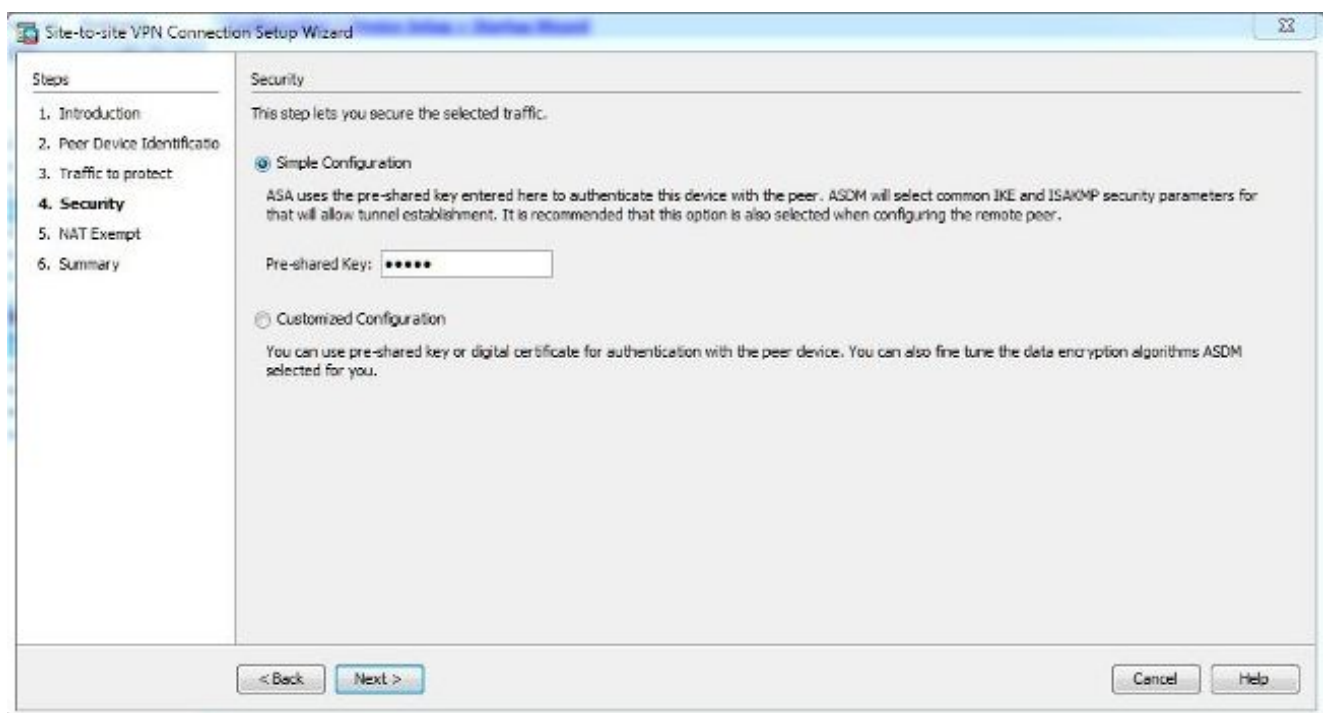 Site-to-site VPN Connection Setup Wizard
Steps
1. Introduction
2. Peer Device Identificatio
3. Traffic to protect
4. Security
5. NAT Exempt
6. Summary
Security
This step lets you secure the selected traffic.
Simple Configuration
ASA uses the pre-shared key entered here to authenticate this device with the peer. ASDM will select common IKE and ISAKMP security parameters for
that will allow tunnel establishment. It is recommended that this option is also selected when configuring the remote peer.
Pre-shared Key: •••••
Customized Configuration
You can use pre-shared key or digital certificate for authentication with the peer device. You can also fine tune the data encryption algorithms ASDM
selected for you.
< Back Next > Cancel Help